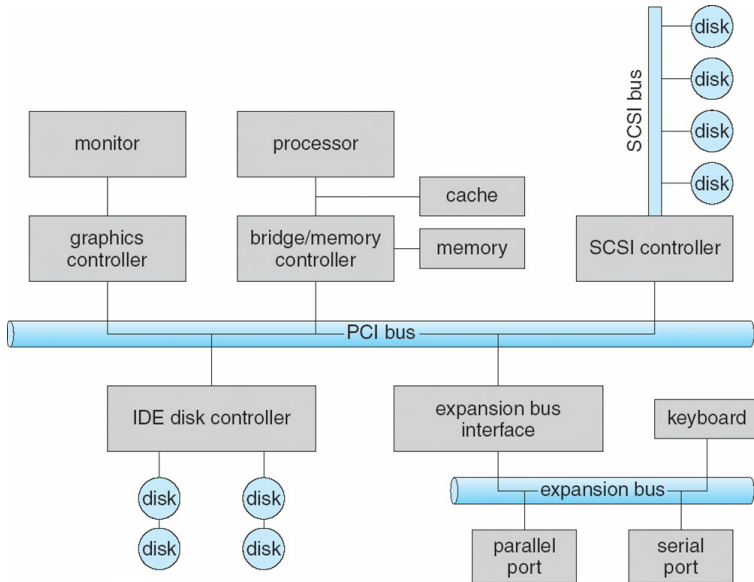 disk
disk
disk
disk
SCSI bus
monitor
processor
cache
graphics
controller
bridge/memory
controller
memory
SCSI controller
PCI bus
IDE disk controller
expansion bus
interface
keyboard
disk
disk
disk
disk
expansion bus
parallel
port
serial
port